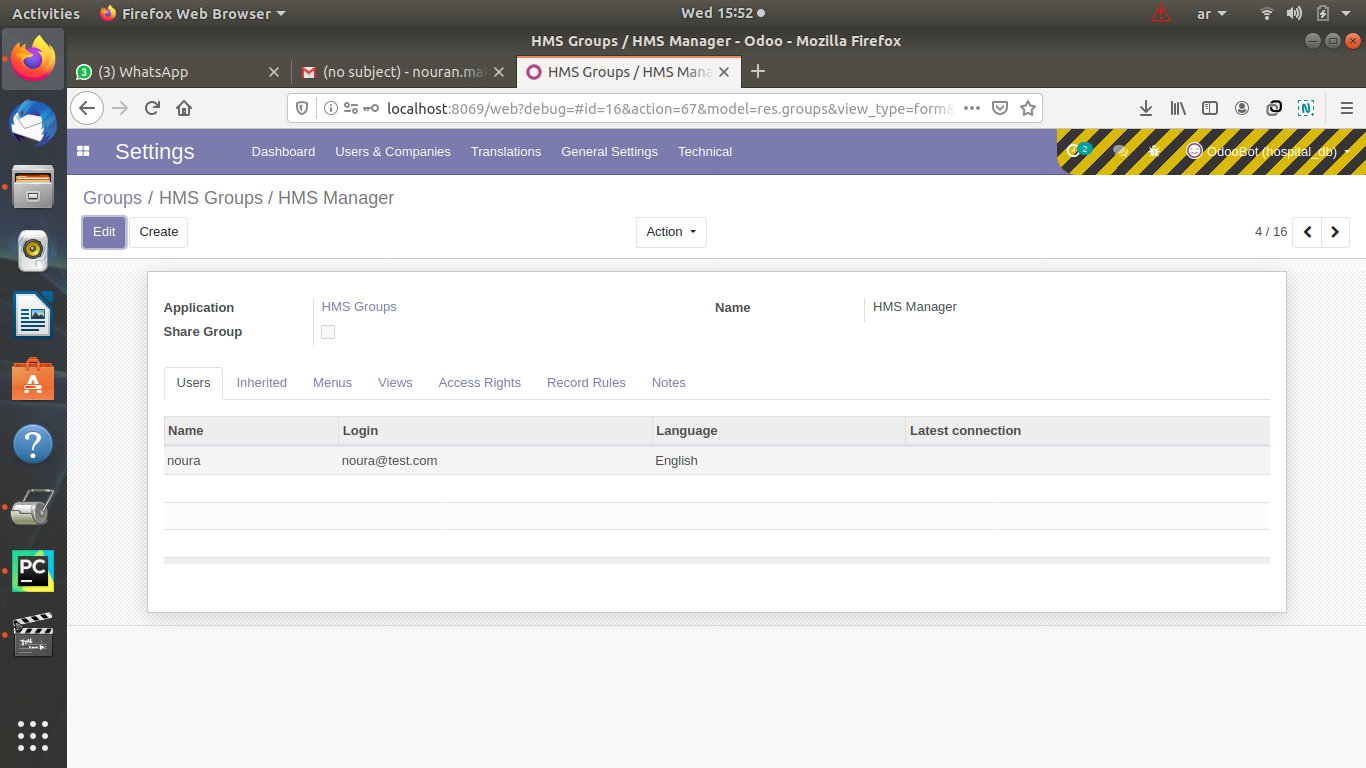 Activities Firefox Web Browser Wed 15:52 ar
HMS Groups / HMS Manager - Odoo - Mozilla Firefox
(3) WhatsApp (no subject) - nouran.ma HMS Groups / HMS Mana
localhost:8069/web?debug=#id=16&action=67&model=res.groups&view_type=form&
Settings Dashboard Users & Companies Translations General Settings Technical 2 OdooBot (hospital_db)
Groups / HMS Groups / HMS Manager
Edit Create Action 4 / 16
Application HMS Groups Name HMS Manager
Share Group
Users Inherited Menus Views Access Rights Record Rules Notes
Name Login Language Latest connection
noura noura@test.com English
PC